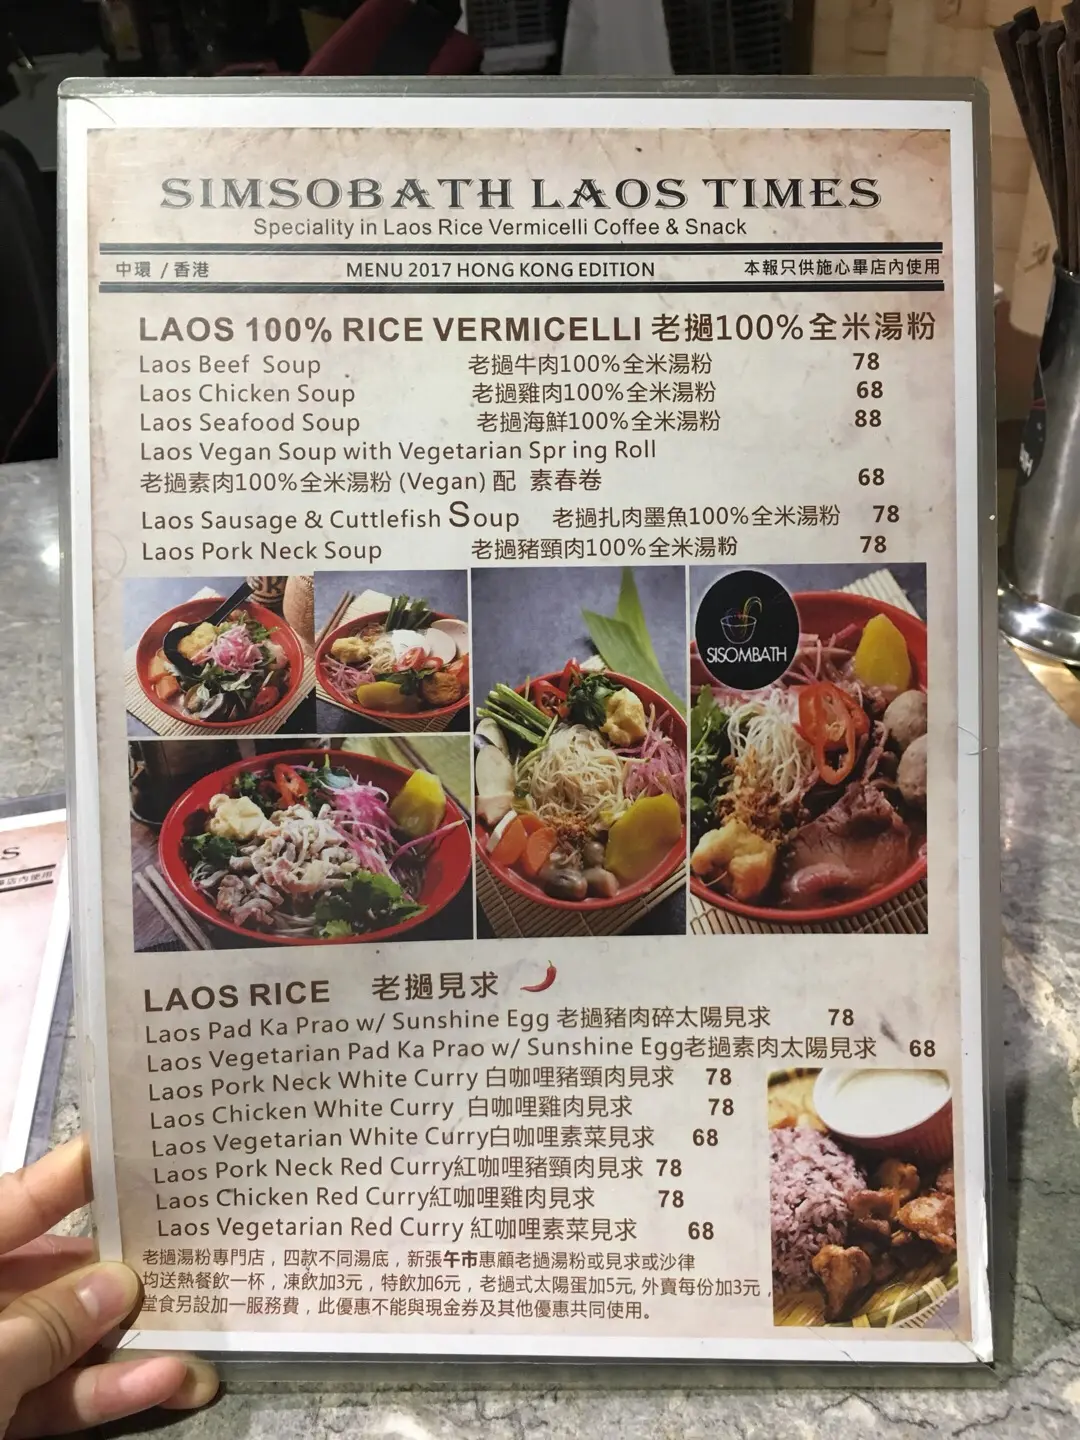 SIMSOBATH LAOS TIMES
Speciality in Laos Rice Vermicelli Coffee & Snack
中環 / 香港 MENU 2017 HONG KONG EDITION 本報只供施心畢店內使用
LAOS 100% RICE VERMICELLI 老撾100%全米湯粉
Laos Beef Soup 老撾牛肉100%全米湯粉 78
Laos Chicken Soup 老撾雞肉100%全米湯粉 68
Laos Seafood Soup 老撾海鮮100%全米湯粉 88
Laos Vegan Soup with Vegetarian Spr ing Roll
老撾素肉100%全米湯粉 (Vegan) 配 素春卷 68
Laos Sausage & Cuttlefish Soup 老撾扎肉墨魚100%全米湯粉 78
Laos Pork Neck Soup 老撾豬頸肉100%全米湯粉 78
SISOMBATH
LAOS RICE 老撾見求
Laos Pad Ka Prao w/ Sunshine Egg 老撾豬肉碎太陽見求 78
Laos Vegetarian Pad Ka Prao w/ Sunshine Egg老撾素肉太陽見求 68
Laos Pork Neck White Curry 白咖哩豬頸肉見求 78
Laos Chicken White Curry 白咖哩雞肉見求 78
Laos Vegetarian White Curry白咖哩素菜見求 68
Laos Pork Neck Red Curry紅咖哩豬頸肉見求 78
Laos Chicken Red Curry紅咖哩雞肉見求 78
Laos Vegetarian Red Curry 紅咖哩素菜見求 68
老撾湯粉專門店，四款不同湯底，新張午市惠顧老撾湯粉或見求或沙律
均送熱餐飲一杯，凍飲加3元，特飲加6元，老撾式太陽蛋加5元, 外賣每份加3元，
堂食另設加一服務費，此優惠不能與現金券及其他優惠共同使用。
S
店內使用